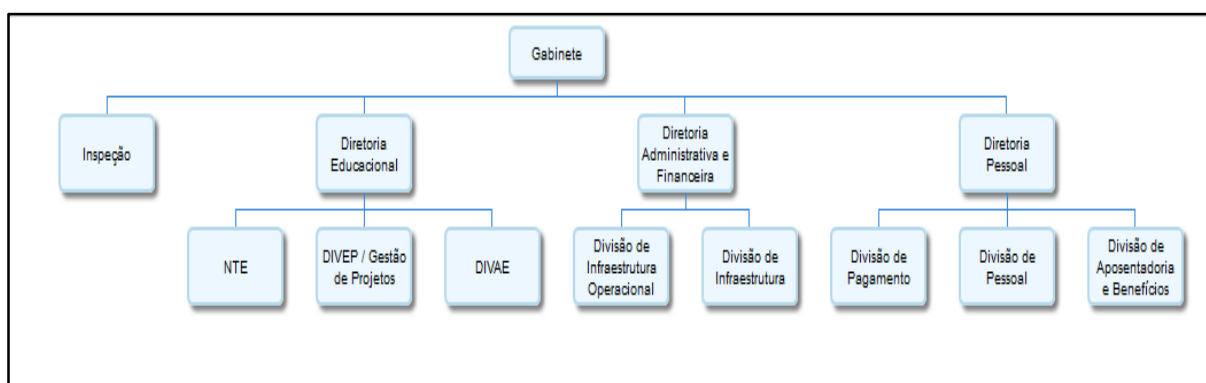 Gabinete
Inspeção
Diretoria
Educacional
Diretoria
Administrativa e
Financeira
Diretoria
Pessoal
NTE
DIVEP / Gestão
de Projetos
DIVAE
Divisão de
Infraestrutura
Operacional
Divisão de
Infraestrutura
Divisão de
Pagamento
Divisão de
Pessoal
Divisão de
Aposentadoria
e Benefícios